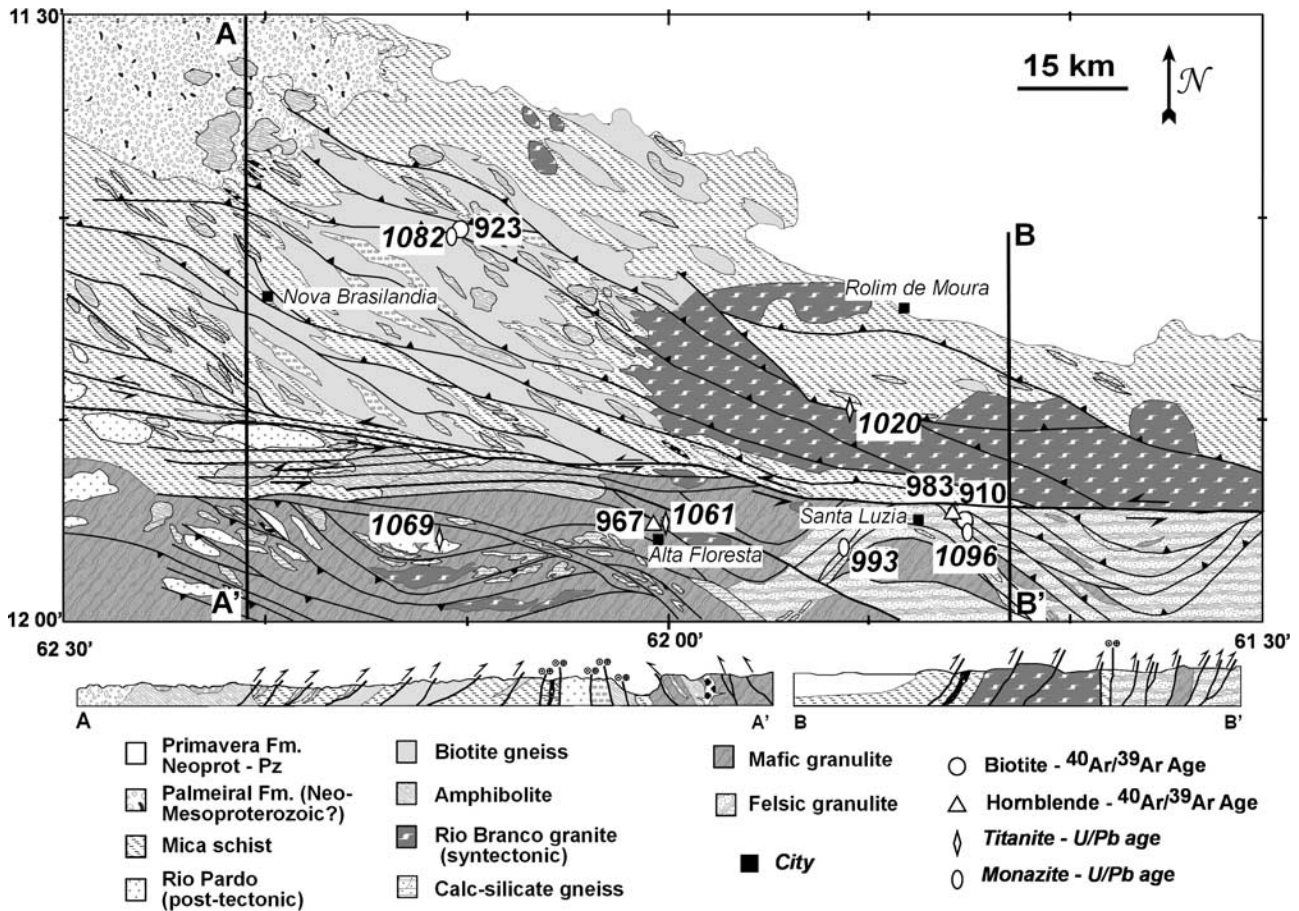 11 30'
A
15 km
N
B
1082 923
Nova Brasilandia
Rolim de Moura
1020
983 910
1069
967 1061
Santa Luzia
Alta Floresta
993
1096
A'
B'
12 00'
62 30'
62 00'
61 30
A
A'
B
B'
Primavera Fm.
Neoprot - Pz
Palmeiral Fm. (Neo-
Mesoproterozoic?)
Mica schist
Rio Pardo
(post-tectonic)
Biotite gneiss
Amphibolite
Rio Branco granite
(syntectonic)
Calc-silicate gneiss
Mafic granulite
Felsic granulite
City
Biotite - 40Ar/39Ar Age
Hornblende - 40Ar/39Ar Age
Titanite - U/Pb age
Monazite - U/Pb age